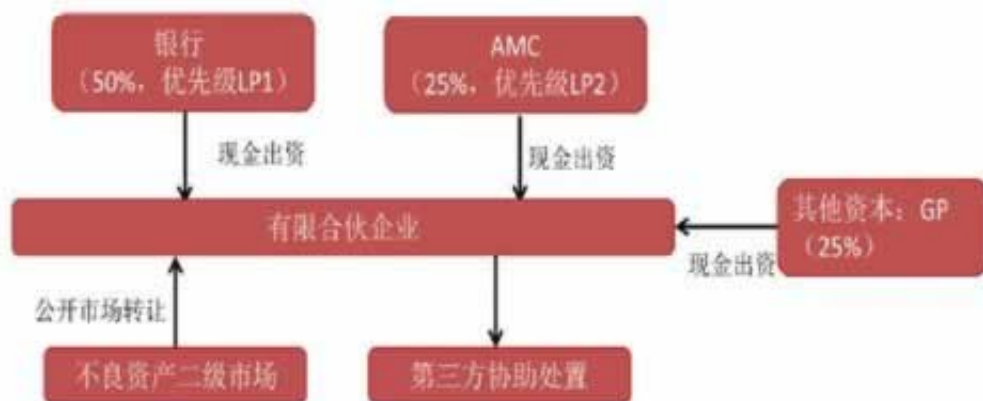 银行
（50%，优先级LP1）
AMC
（25%，优先级LP2）
现金出资
现金出资
有限合伙企业
其他资本：GP
（25%）
现金出资
公开市场转让
不良资产二级市场
第三方协助处置